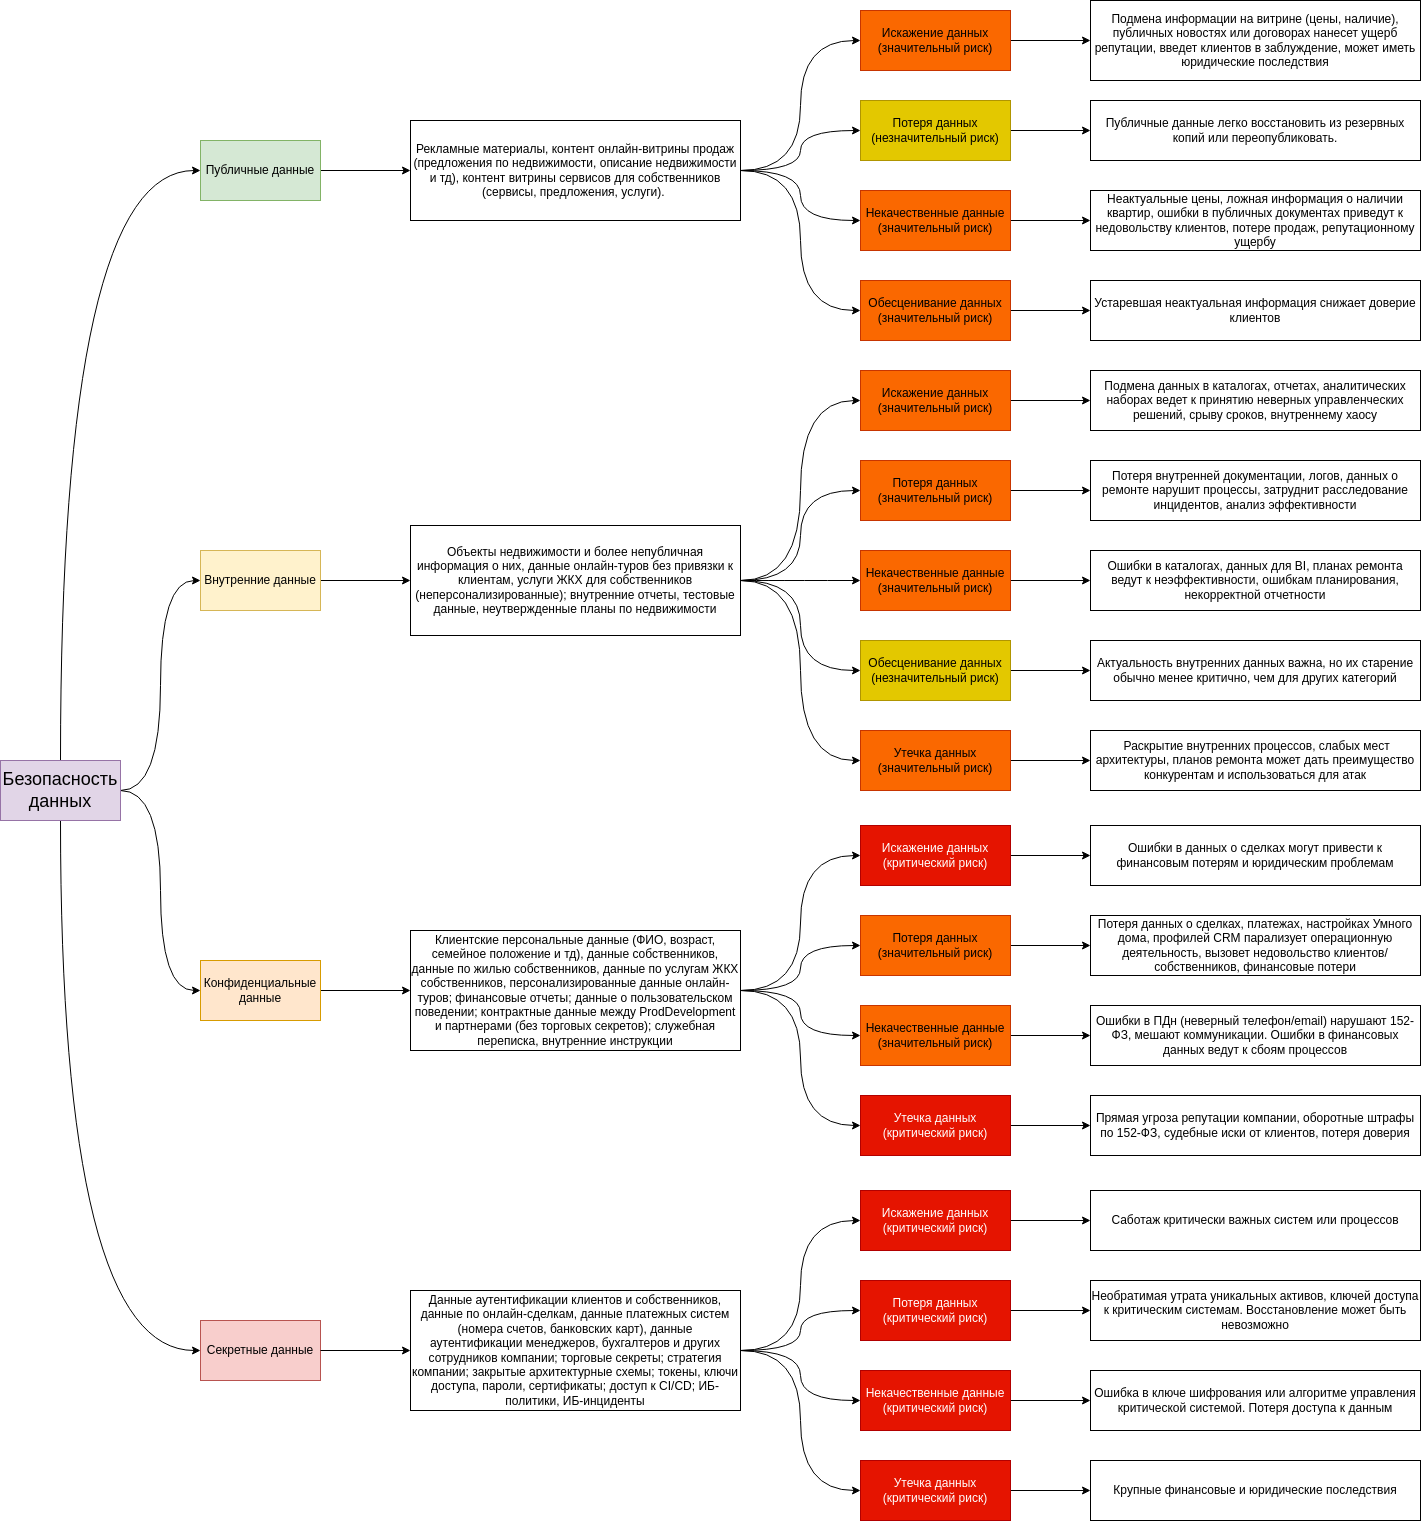 Безопасность
данных
Публичные данные
Рекламные материалы, контент онлайн-витрины продаж
(предложения по недвижимости, описание недвижимости
и тд), контент витрины сервисов для собственников
(сервисы, предложения, услуги).
Искажение данных
(значительный риск)
Подмена информации на витрине (цены, наличие),
публичных новостях или договорах нанесет ущерб
репутации, введет клиентов в заблуждение, может иметь
юридические последствия
Потеря данных
(незначительный риск)
Публичные данные легко восстановить из резервных
копий или переопубликовать.
Некачественные данные
(значительный риск)
Неактуальные цены, ложная информация о наличии
квартир, ошибки в публичных документах приведут к
недовольству клиентов, потере продаж, репутационному
ущербу
Обесценивание данных
(значительный риск)
Устаревшая неактуальная информация снижает доверие
клиентов
Внутренние данные
Объекты недвижимости и более непубличная
информация о них, данные онлайн-туров без привязки к
клиентам, услуги ЖКХ для собственников
(неперсонализированные); внутренние отчеты, тестовые
данные, неутвержденные планы по недвижимости
Искажение данных
(значительный риск)
Подмена данных в каталогах, отчетах, аналитических
наборах ведет к принятию неверных управленческих
решений, срыву сроков, внутреннему хаосу
Потеря данных
(значительный риск)
Потеря внутренней документации, логов, данных о
ремонте нарушит процессы, затруднит расследование
инцидентов, анализ эффективности
Некачественные данные
(значительный риск)
Ошибки в каталогах, данных для BI, планах ремонта
ведут к неэффективности, ошибкам планирования,
некорректной отчетности
Обесценивание данных
(незначительный риск)
Актуальность внутренних данных важна, но их старение
обычно менее критично, чем для других категорий
Утечка данных
(значительный риск)
Раскрытие внутренних процессов, слабых мест
архитектуры, планов ремонта может дать преимущество
конкурентам и использоваться для атак
Конфиденциальные
данные
Клиентские персональные данные (ФИО, возраст,
семейное положение и тд), данные собственников,
данные по жилью собственников, данные по услугам ЖКХ
собственников, персонализированные данные онлайн-
туров; финансовые отчеты; данные о пользовательском
поведении; контрактные данные между ProdDevelopment
и партнерами (без торговых секретов); служебная
переписка, внутренние инструкции
Искажение данных
(критический риск)
Ошибки в данных о сделках могут привести к
финансовым потерям и юридическим проблемам
Потеря данных
(значительный риск)
Потеря данных о сделках, платежах, настройках Умного
дома, профилей CRM парализует операционную
деятельность, вызовет недовольство клиентов/
собственников, финансовые потери
Некачественные данные
(значительный риск)
Ошибки в ПДн (неверный телефон/email) нарушают 152-
ФЗ, мешают коммуникации. Ошибки в финансовых
данных ведут к сбоям процессов
Утечка данных
(критический риск)
Прямая угроза репутации компании, оборотные штрафы
по 152-ФЗ, судебные иски от клиентов, потеря доверия
Секретные данные
Данные аутентификации клиентов и собственников,
данные по онлайн-сделкам, данные платежных систем
(номера счетов, банковских карт), данные
аутентификации менеджеров, бухгалтеров и других
сотрудников компании; торговые секреты; стратегия
компании; закрытые архитектурные схемы; токены, ключи
доступа, пароли, сертификаты; доступ к CI/CD; ИБ-
политики, ИБ-инциденты
Искажение данных
(критический риск)
Саботаж критически важных систем или процессов
Потеря данных
(критический риск)
Необратимая утрата уникальных активов, ключей доступа
к критическим системам. Восстановление может быть
невозможно
Некачественные данные
(критический риск)
Ошибка в ключе шифрования или алгоритме управления
критической системой. Потеря доступа к данным
Утечка данных
(критический риск)
Крупные финансовые и юридические последствия